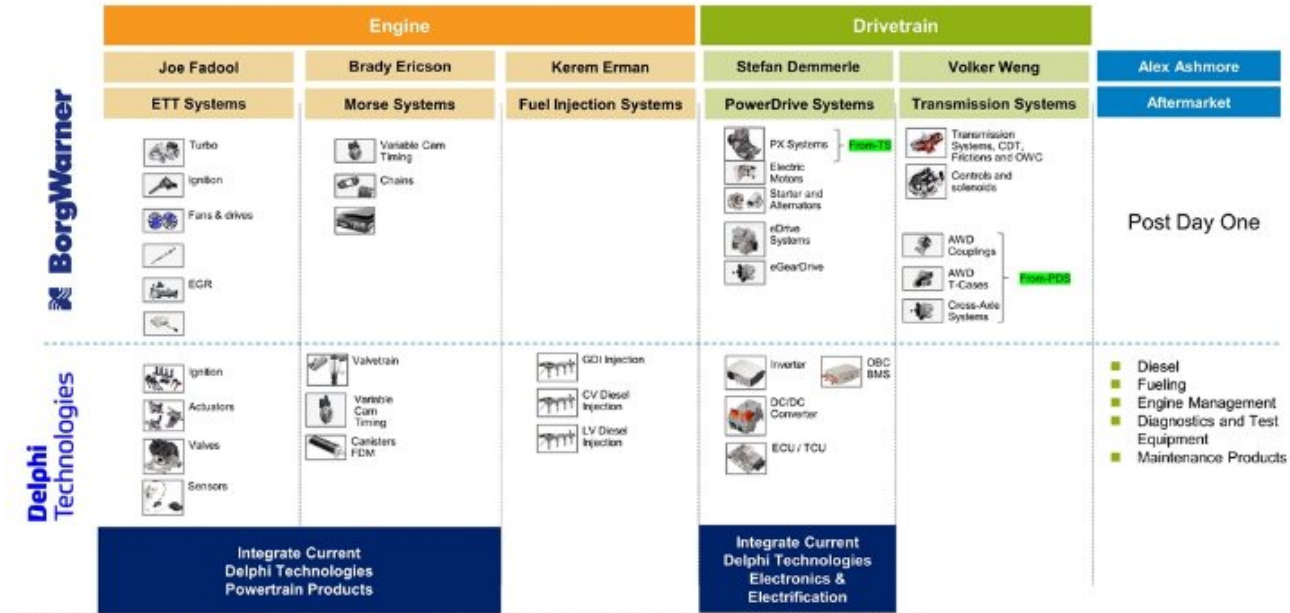 Engine
Drivetrain
Joe Fadool
Brady Ericson
Kerem Erman
Stefan Demmerle
Volker Weng
Alex Ashmore
ETT Systems
Morse Systems
Fuel Injection Systems
PowerDrive Systems
Transmission Systems
Aftermarket
BorgWarner
Turbo
Ignition
Fans & drives
EGR
Variable Cam
Timing
Chains
PX Systems
From-TS
Electric
Motors
Starter and
Alternators
eDrive
Systems
eGearDrive
Transmission
Systems, CDT,
Frictions and OWC
Controls and
solenoids
AWD
Couplings
AWD
T-Cases
Cross-Axle
Systems
From-PDS
Post Day One
Delphi
Technologies
Ignition
Actuators
Valves
Sensors
Valvetrain
Variable
Cam
Timing
Canisters
FDM
GDI Injection
CV Diesel
Injection
LV Diesel
Injection
Inverter
OBC
BMS
DC/DC
Converter
ECU / TCU
Diesel
Fueling
Engine Management
Diagnostics and Test
Equipment
Maintenance Products
Integrate Current
Delphi Technologies
Powertrain Products
Integrate Current
Delphi Technologies
Electronics &
Electrification